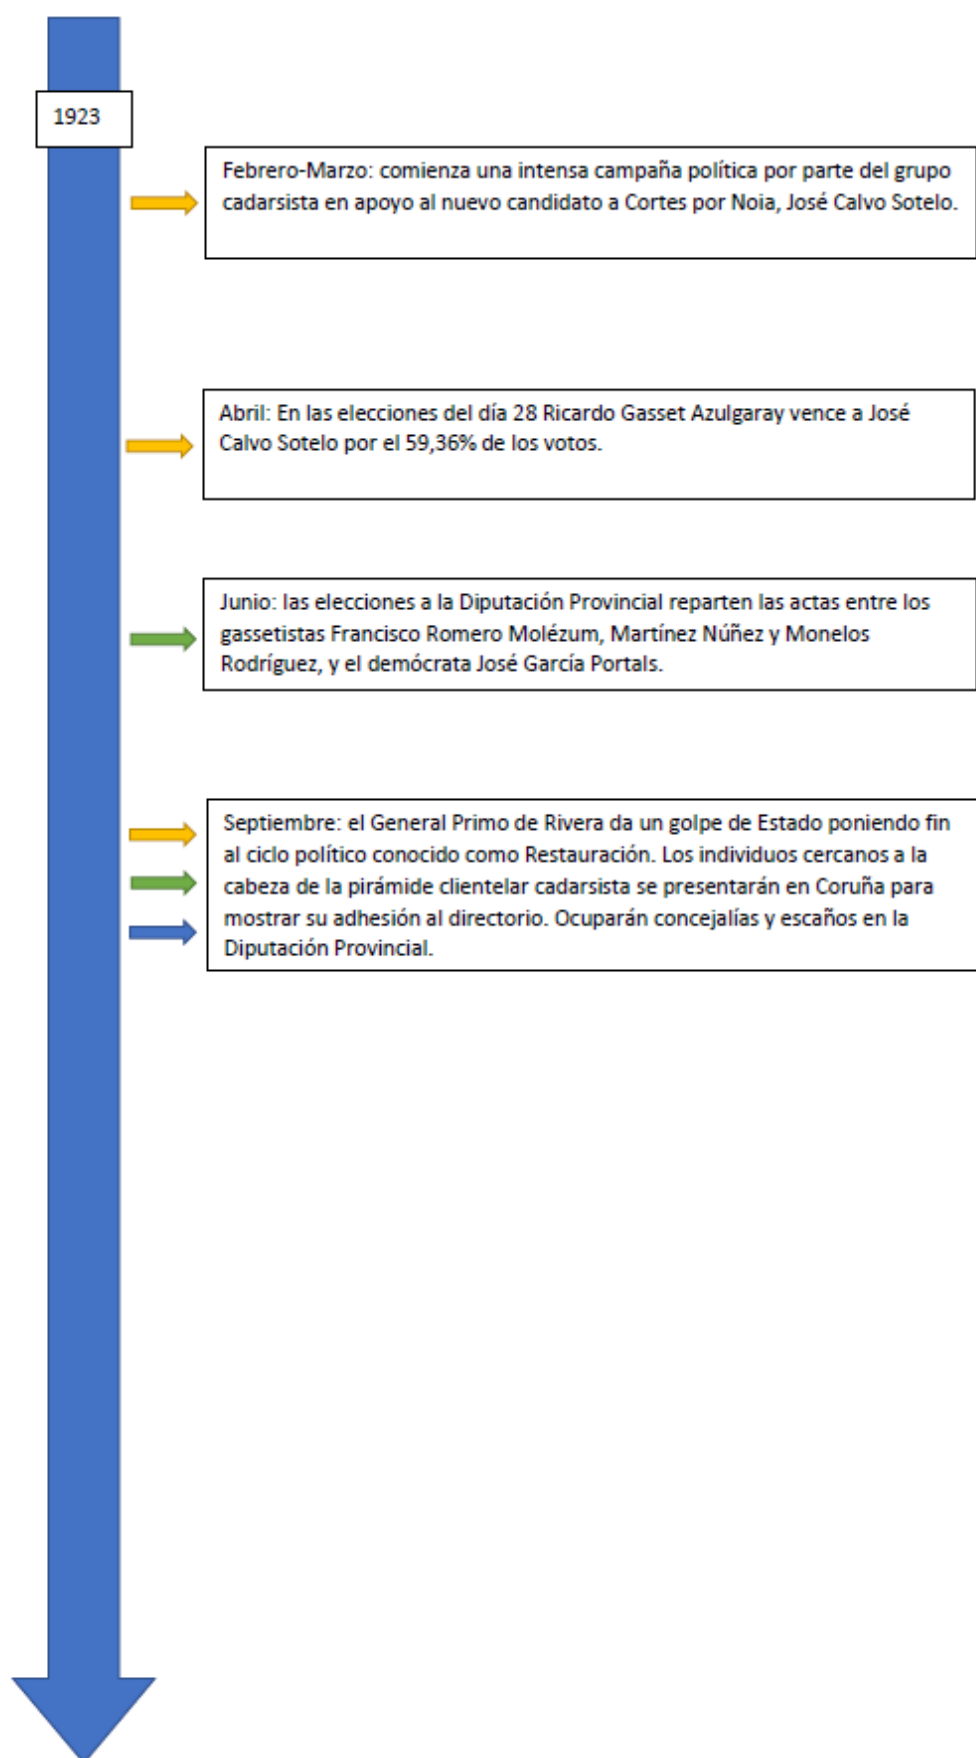 1923
Febrero-Marzo: comienza una intensa campaña política por parte del grupo
cadarsista en apoyo al nuevo candidato a Cortes por Noia, José Calvo Sotelo.
Abril: En las elecciones del día 28 Ricardo Gasset Azulgaray vence a José
Calvo Sotelo por el 59,36% de los votos.
Junio: las elecciones a la Diputación Provincial reparten las actas entre los
gassetistas Francisco Romero Molézum, Martínez Núñez y Monelos
Rodríguez, y el demócrata José García Portals.
Septiembre: el General Primo de Rivera da un golpe de Estado poniendo fin
al ciclo político conocido como Restauración. Los individuos cercanos a la
cabeza de la pirámide clientelar cadarsista se presentarán en Coruña para
mostrar su adhesión al directorio. Ocuparán concejalías y escaños en la
Diputación Provincial.